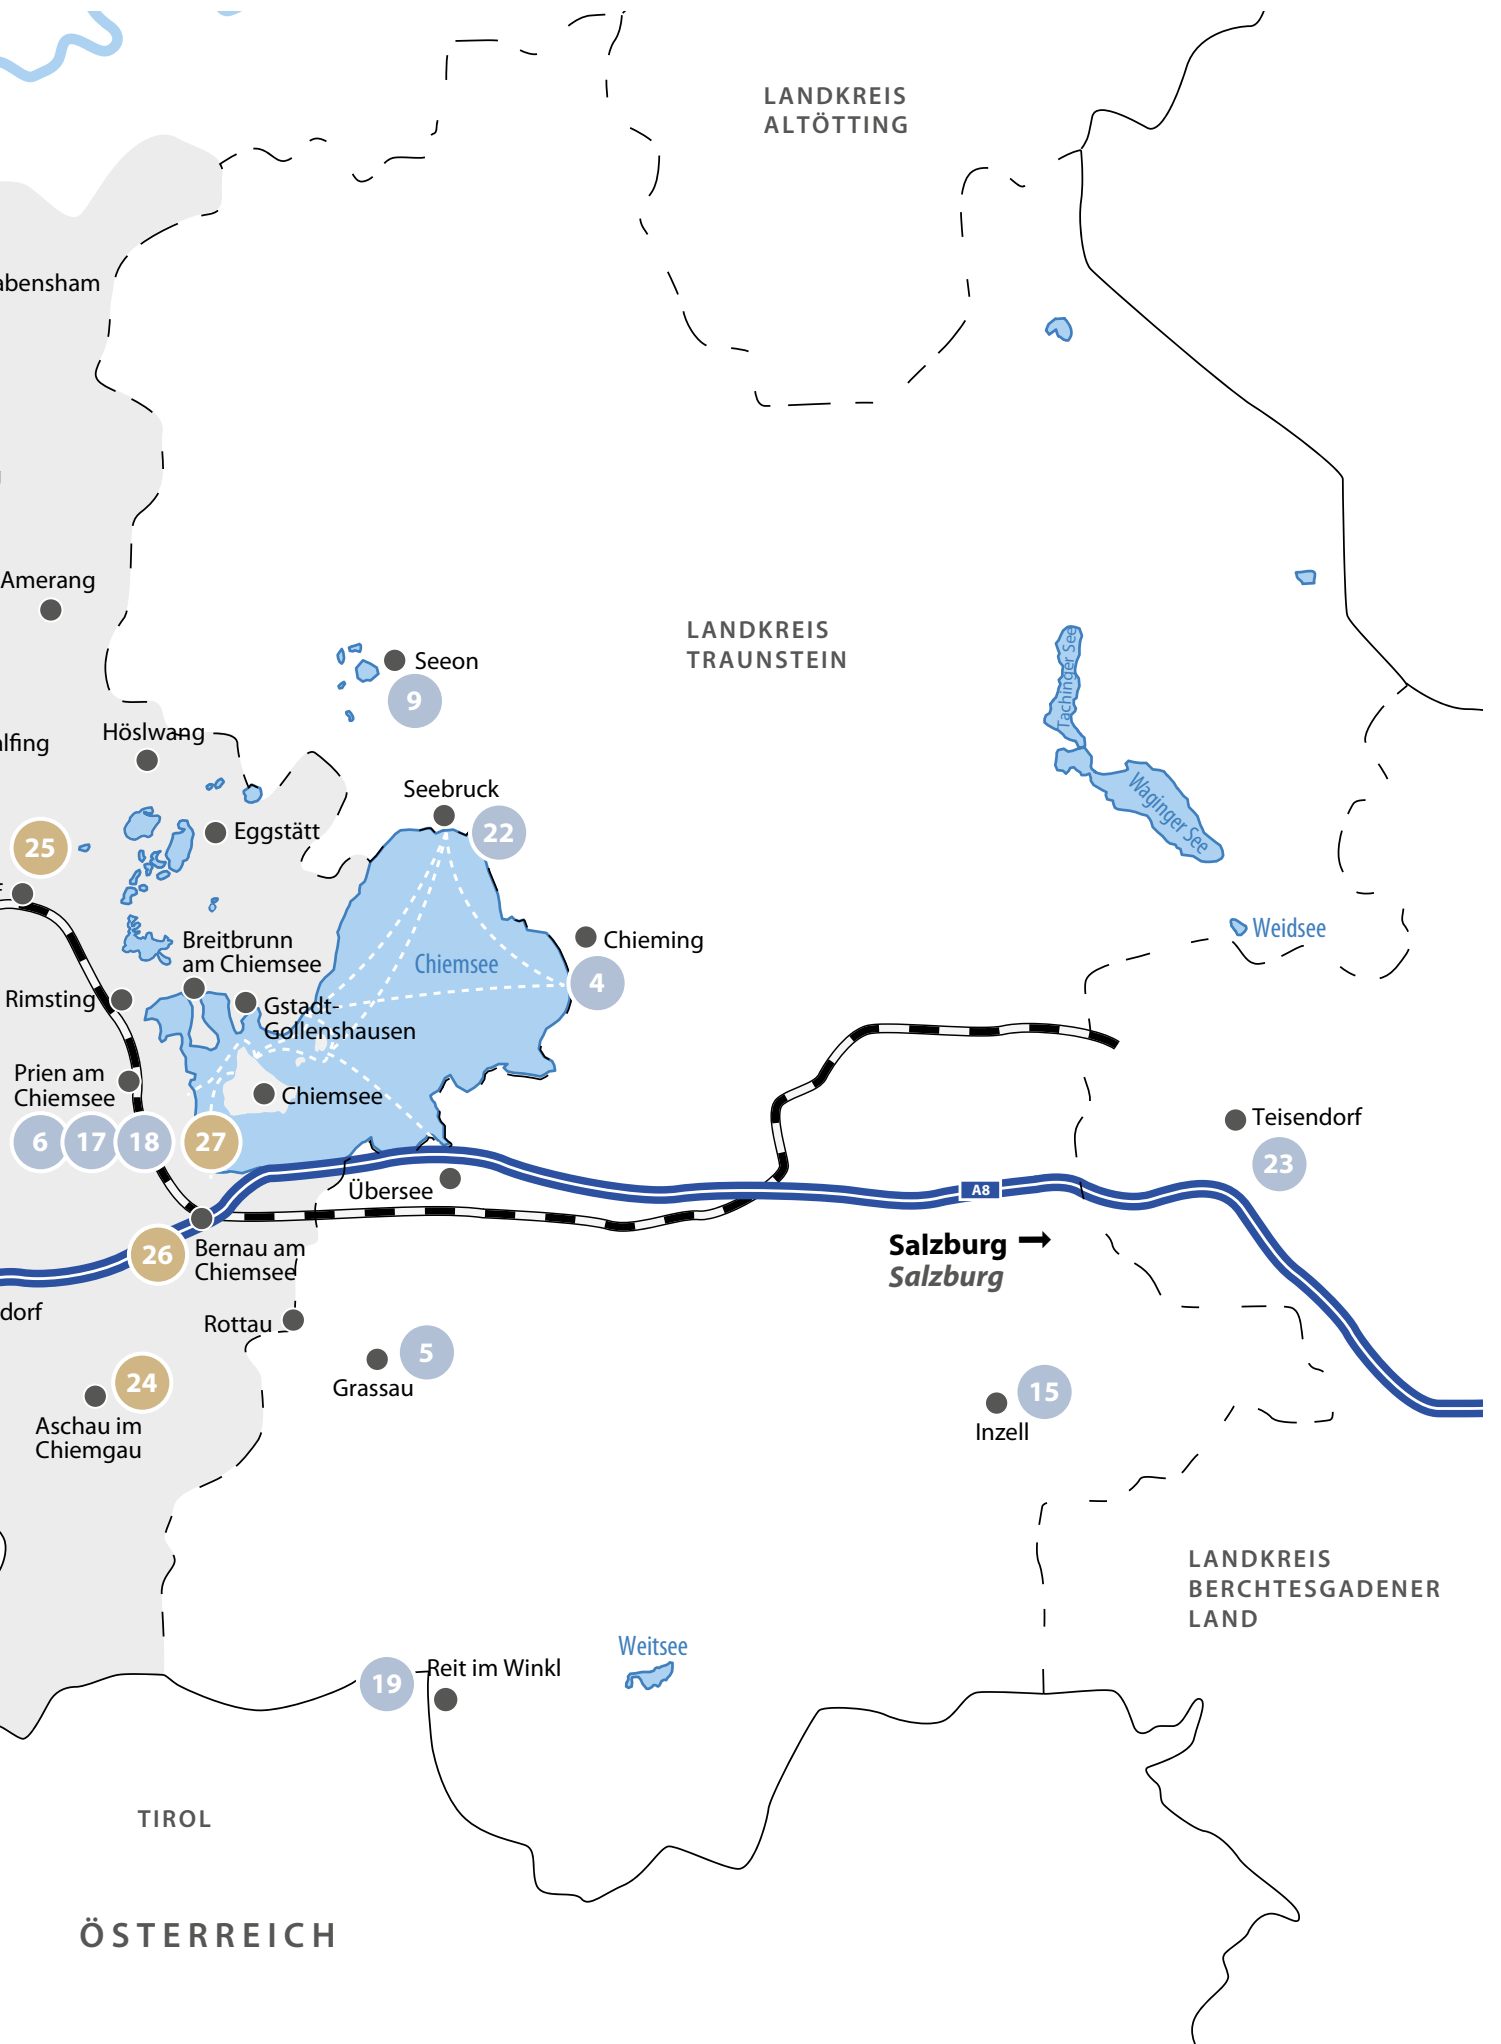 LANDKREIS
ALTÖTTING
abensham
Amerang
LANDKREIS
TRAUNSTEIN
Seeon
9
Tachinger See
Höslwang
alfing
Seebruck
22
Waginger See
Eggstätt
25
Weidsee
Breitbrunn
am Chiemsee
Chieming
Chiemsee
4
Rimsting
Gstadt-
Gollenshausen
Prien am
Chiemsee
Chiemsee
6
17
18
27
Teisendorf
23
Übersee
A8
Bernau am
Chiemsee
26
Salzburg
Salzburg
dorf
Rottau
5
Grassau
24
Aschau im
Chiemgau
15
Inzell
LANDKREIS
BERCHTESGADENER
LAND
Weitsee
Reit im Winkl
19
TIROL
ÖSTERREICH